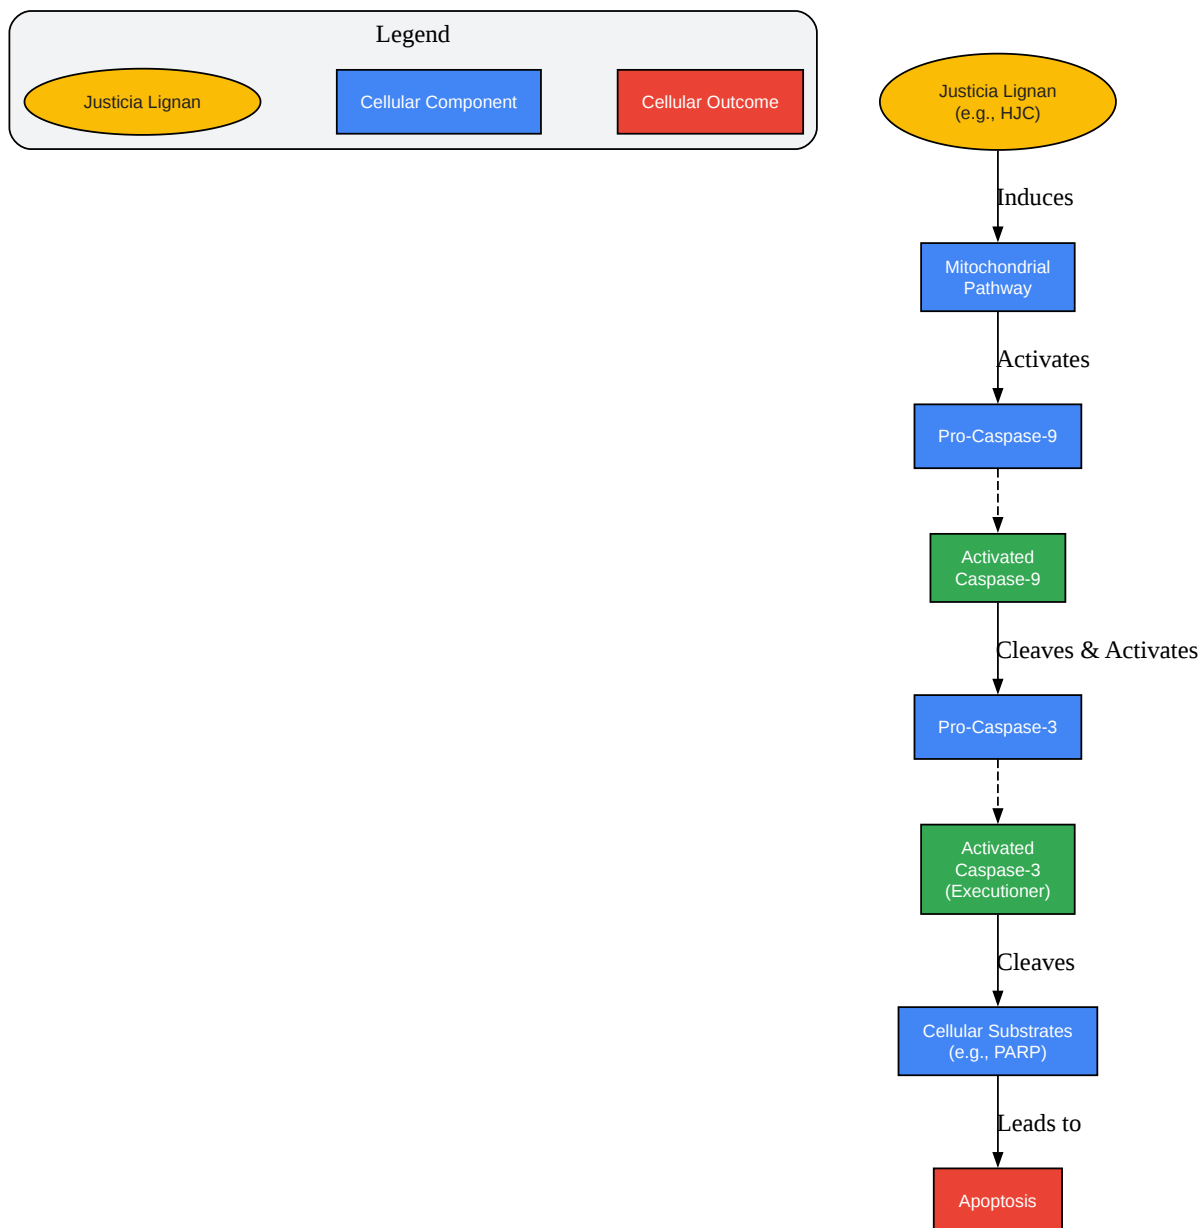 Legend
Justicia Lignan
Cellular Component
Cellular Outcome
Justicia Lignan
(e.g., HJC)
Induces
Mitochondrial
Pathway
Activates
Pro-Caspase-9
Activated
Caspase-9
Cleaves & Activates
Pro-Caspase-3
Activated
Caspase-3
(Executioner)
Cleaves
Cellular Substrates
(e.g., PARP)
Leads to
Apoptosis